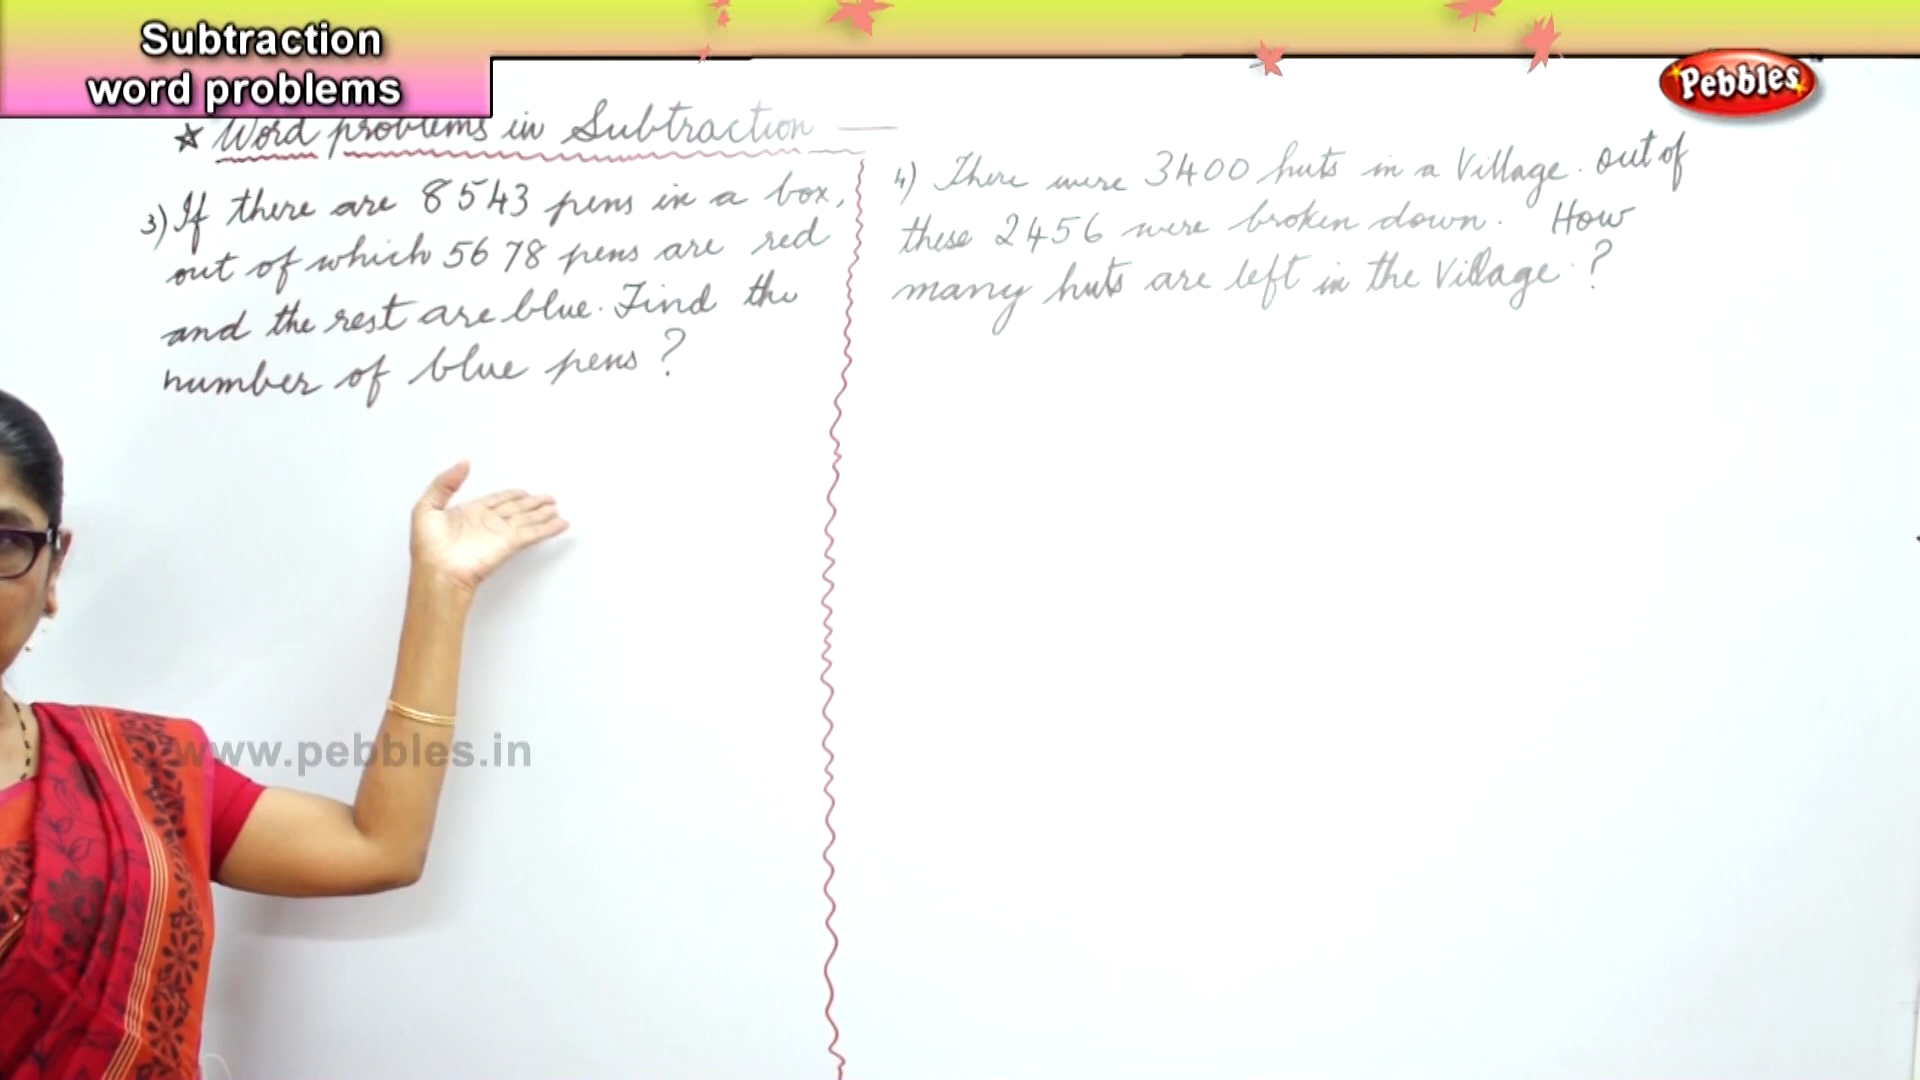 Subtraction
word problems
Pebbles
★ Word problems in Subtraction —
3) If there are 8543 pens in a box,
out of which 5678 pens are red
and the rest are blue. Find the
number of blue pens ?
4) There were 3400 huts in a Village. out of
these 2456 were broken down. How
many huts are left in the Village. ?
www.pebbles.in